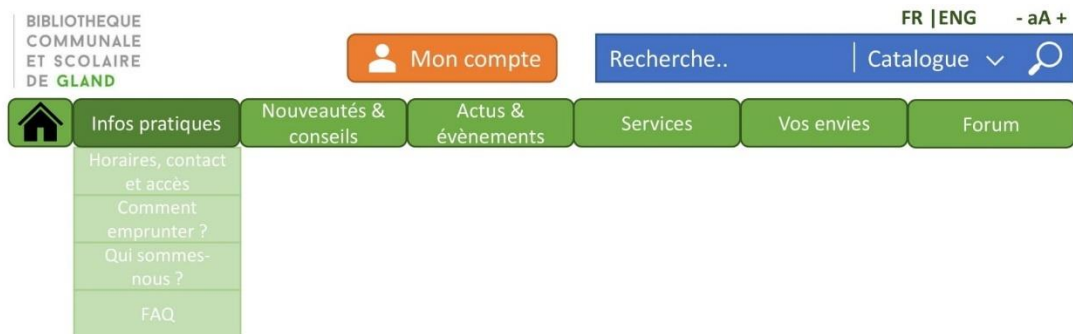 BIBLIOTHEQUE
COMMUNALE
ET SCOLAIRE
DE GLAND
FR |ENG - aA +
Mon compte
Recherche.. Catalogue
Infos pratiques
Nouveautés &
conseils
Actus &
évènements
Services
Vos envies
Forum
Horaires, contact
et accès
Comment
emprunter ?
Qui sommes-
nous ?
FAQ